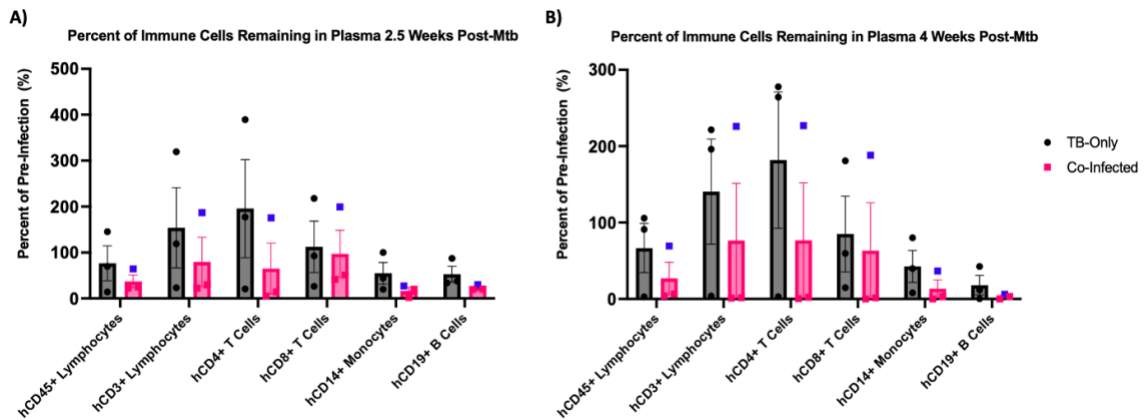 A)
Percent of Immune Cells Remaining in Plasma 2.5 Weeks Post-Mtb
Percent of Pre-Infection (%)
500
400
300
200
100
0
hCD45+ Lymphocytes
hCD3+ Lymphocytes
hCD4+ T Cells
hCD8+ T Cells
hCD14+ Monocytes
hCD19+ B Cells
B)
Percent of Immune Cells Remaining in Plasma 4 Weeks Post-Mtb
Percent of Pre-Infection (%)
300
200
100
0
hCD45+ Lymphocytes
hCD3+ Lymphocytes
hCD4+ T Cells
hCD8+ T Cells
hCD14+ Monocytes
hCD19+ B Cells
TB-Only
Co-Infected